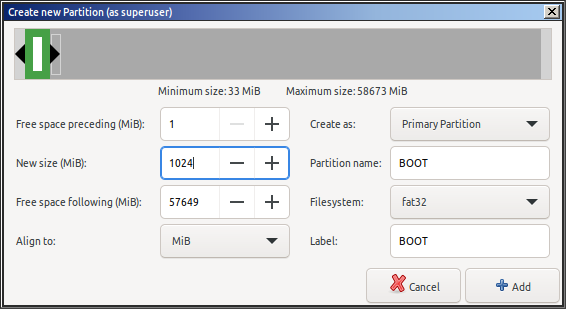 Create new Partition (as superuser)
Minimum size: 33 MiB Maximum size: 58673 MiB
Free space preceding (MiB): 1 Create as: Primary Partition
New size (MiB): 1024 Partition name: BOOT
Free space following (MiB): 57649 Filesystem: fat32
Align to: MiB Label: BOOT
Cancel Add